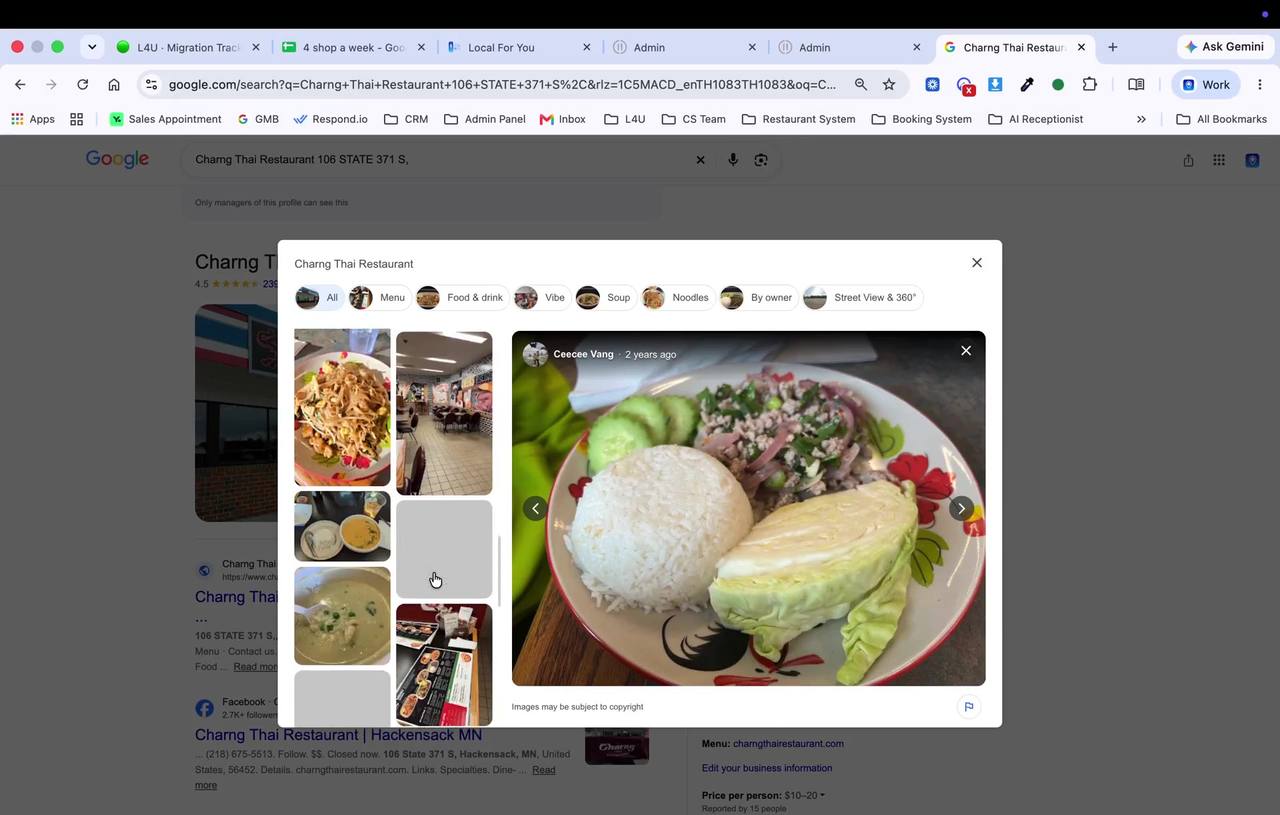 L4U · Migration Trac
4 shop a week - Goo
Local For You
Admin
Admin
Charng Thai Restaura
Ask Gemini
google.com/search?q=Charng+Thai+Restaurant+106+STATE+371+S%2C&rlz=1C5MACD_enTH1083TH1083&oq=C...
Work
Apps
Sales Appointment
GMB
Respond.io
CRM
Admin Panel
Inbox
L4U
CS Team
Restaurant System
Booking System
AI Receptionist
All Bookmarks
Google
Charng Thai Restaurant 106 STATE 371 S,
Only managers of this profile can see this
Charng T
4.5
239
Charng Thai Restaurant
All
Menu
Food & drink
Vibe
Soup
Noodles
By owner
Street View & 360°
Ceecee Vang · 2 years ago
Images may be subject to copyright
Charng Thai
https://www.cha
Charng Thai
...
106 STATE 371 S,
Menu · Contact us.
Food ... Read more
Facebook · C
2.7K+ followers
Charng Thai Restaurant | Hackensack MN
... (218) 675-5513. Follow. $$. Closed now. 106 State 371 S, Hackensack, MN, United
States, 56452. Details. charngthairestaurant.com. Links. Specialties. Dine- ... Read
more
Charng
Menu: charngthairestaurant.com
Edit your business information
Price per person: $10–20
Reported by 15 people